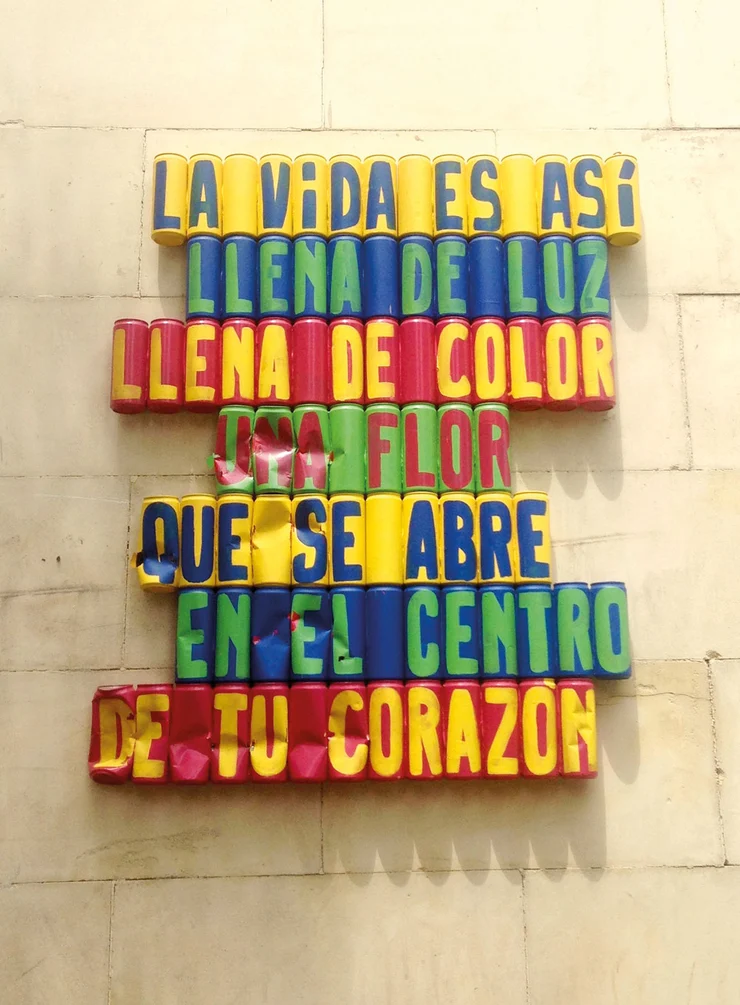 LA ViDA ES ASí
LLENA DE LUZ
LLENA DE COLOR
UNA FLOR
QUE SE ABRE
EN EL CENTRO
DE TU CORAZON